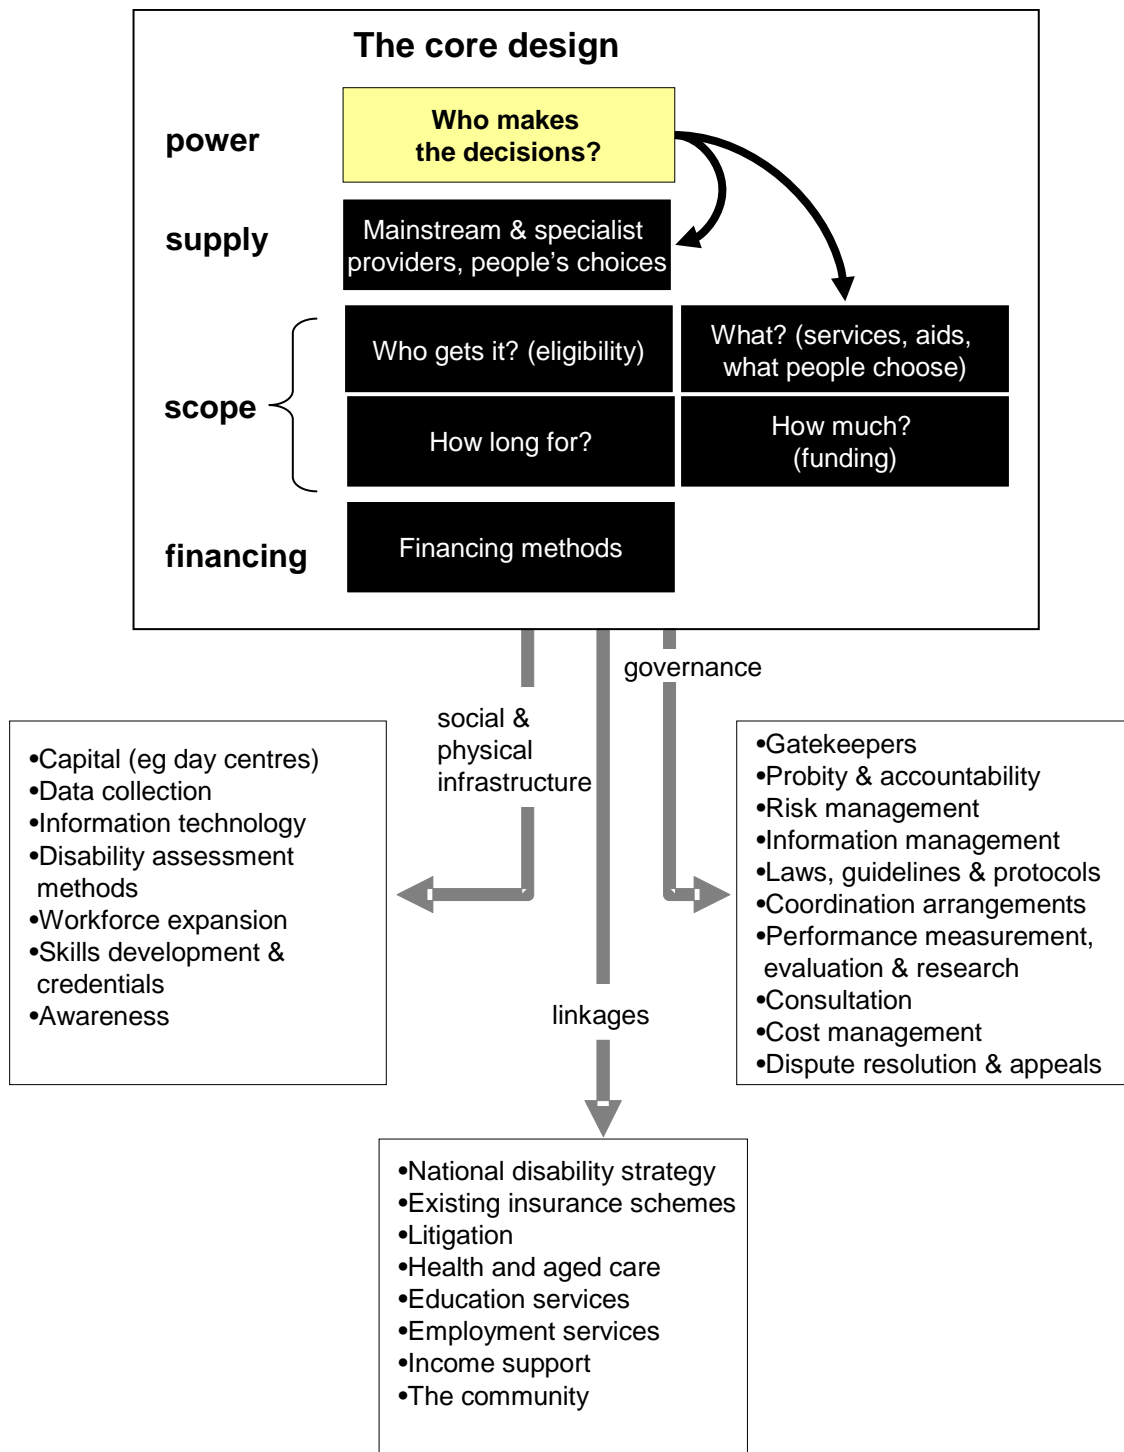 The core design
power
Who makes
the decisions?
supply
Mainstream & specialist
providers, people's choices
scope
Who gets it? (eligibility)
What? (services, aids,
what people choose)
How long for?
How much?
(funding)
financing
Financing methods
governance
social &
physical
infrastructure
linkages
•Capital (eg day centres)
•Data collection
•Information technology
•Disability assessment
methods
•Workforce expansion
•Skills development &
credentials
•Awareness
•Gatekeepers
•Probity & accountability
•Risk management
•Information management
•Laws, guidelines & protocols
•Coordination arrangements
•Performance measurement,
evaluation & research
•Consultation
•Cost management
•Dispute resolution & appeals
•National disability strategy
•Existing insurance schemes
•Litigation
•Health and aged care
•Education services
•Employment services
•Income support
•The community